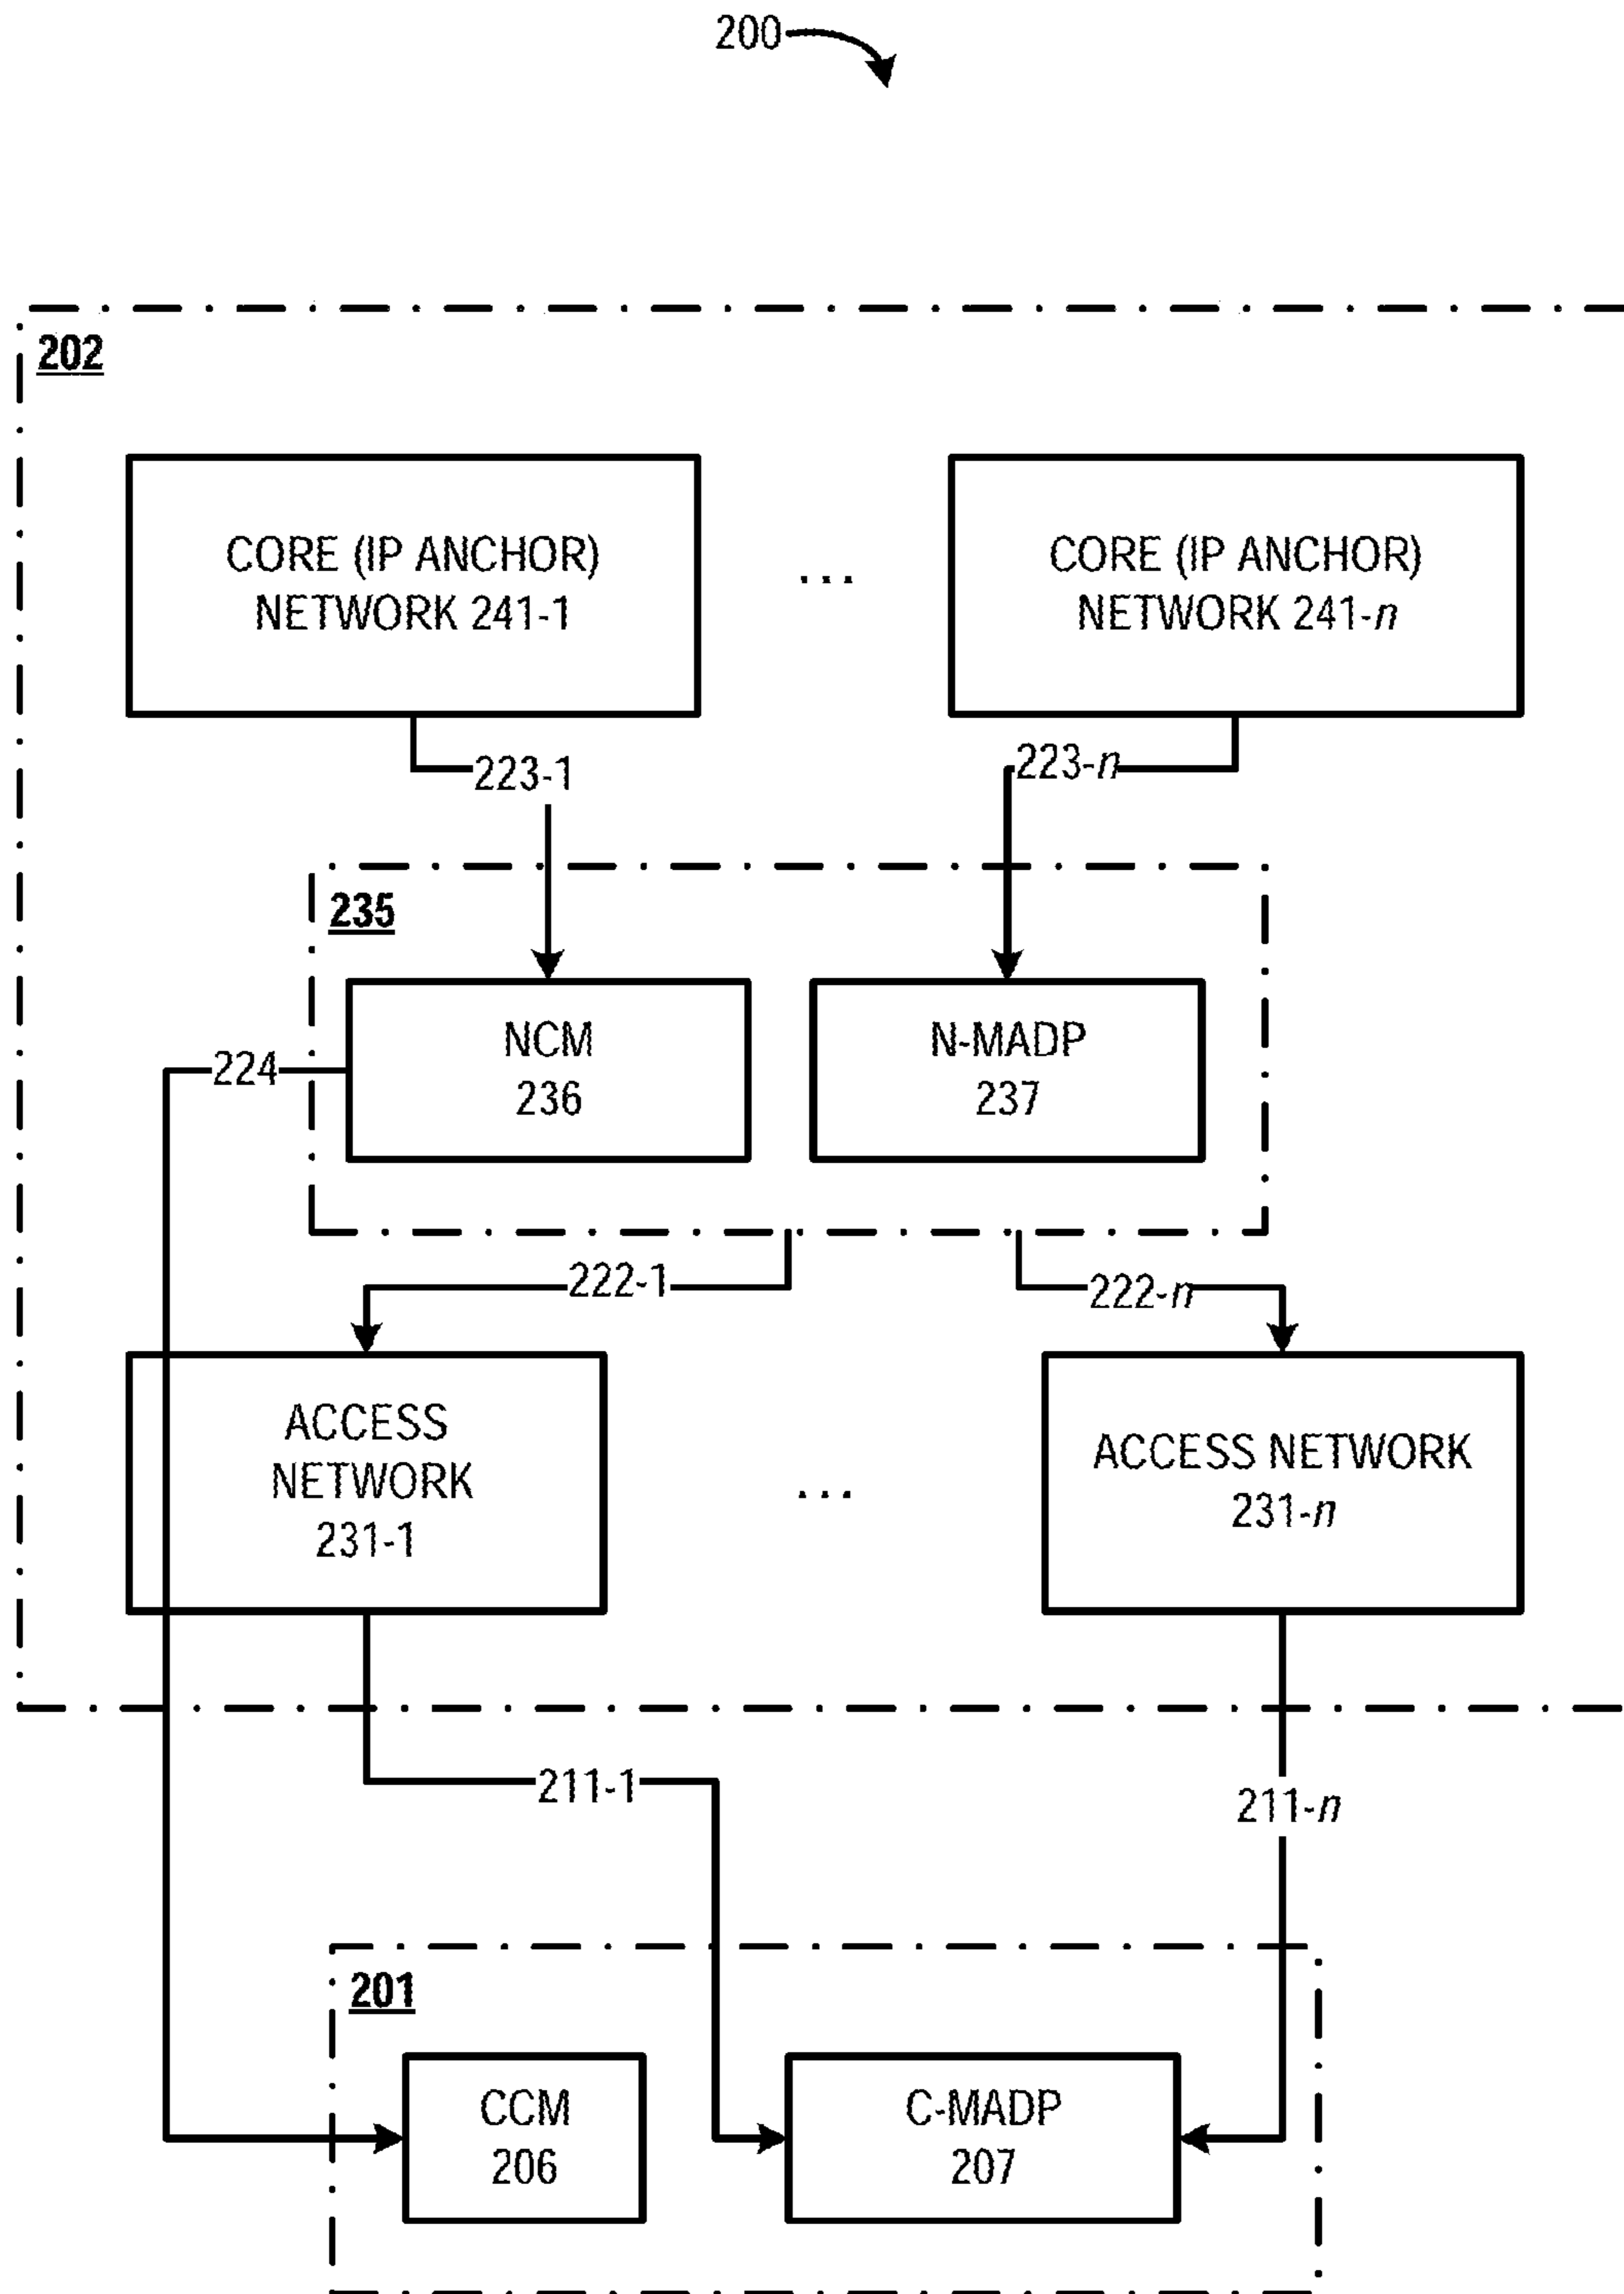 200
202
CORE (IP ANCHOR)
NETWORK 241-1
...
CORE (IP ANCHOR)
NETWORK 241-n
223-1
223-n
235
NCM
236
N-MADP
237
224
222-1
222-n
ACCESS
NETWORK
231-1
...
ACCESS NETWORK
231-n
211-1
211-n
201
CCM
206
C-MADP
207